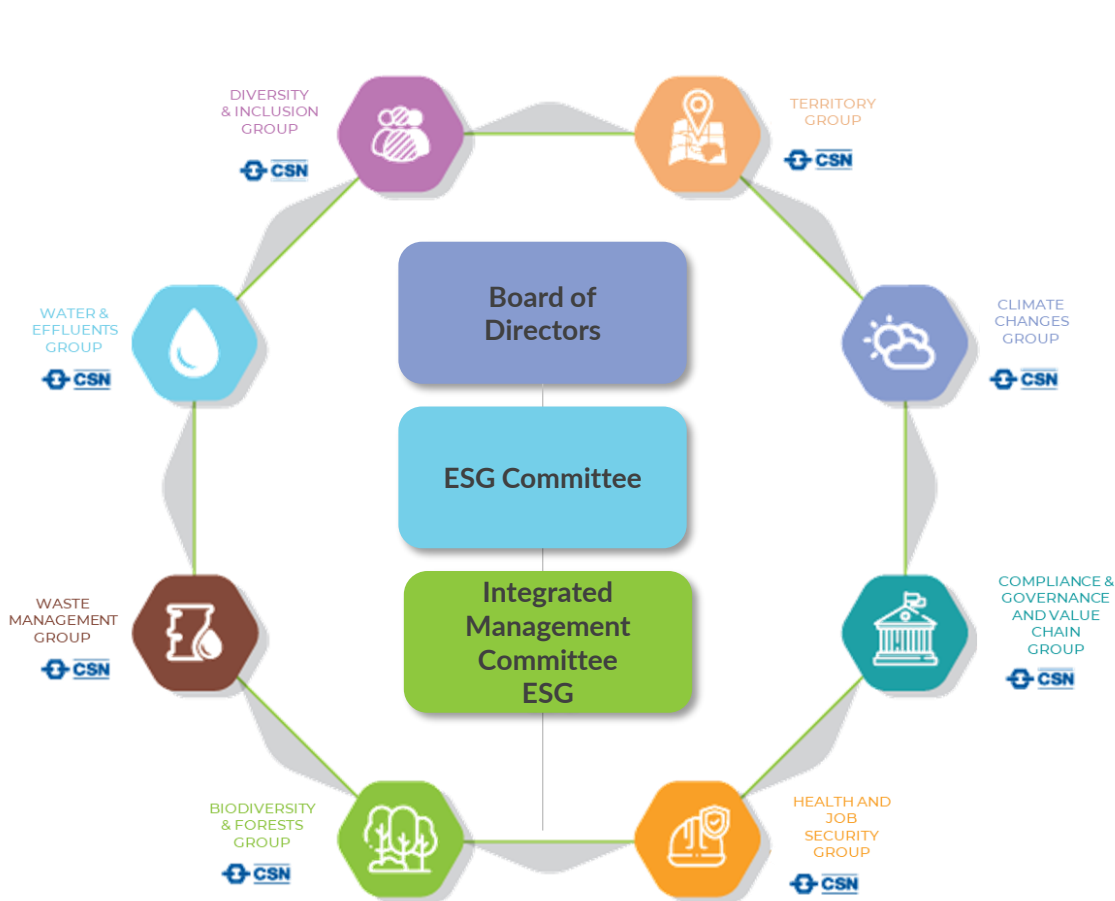 DIVERSITY
& INCLUSION
GROUP
CSN
TERRITORY
GROUP
CSN
Board of
Directors
WATER &
EFFLUENTS
GROUP
CSN
CLIMATE
CHANGES
GROUP
CSN
ESG Committee
Integrated
Management
Committee
ESG
WASTE
MANAGEMENT
GROUP
CSN
COMPLIANCE &
GOVERNANCE
AND VALUE
CHAIN
GROUP
CSN
BIODIVERSITY
& FORESTS
GROUP
CSN
HEALTH AND
JOB
SECURITY
GROUP
CSN